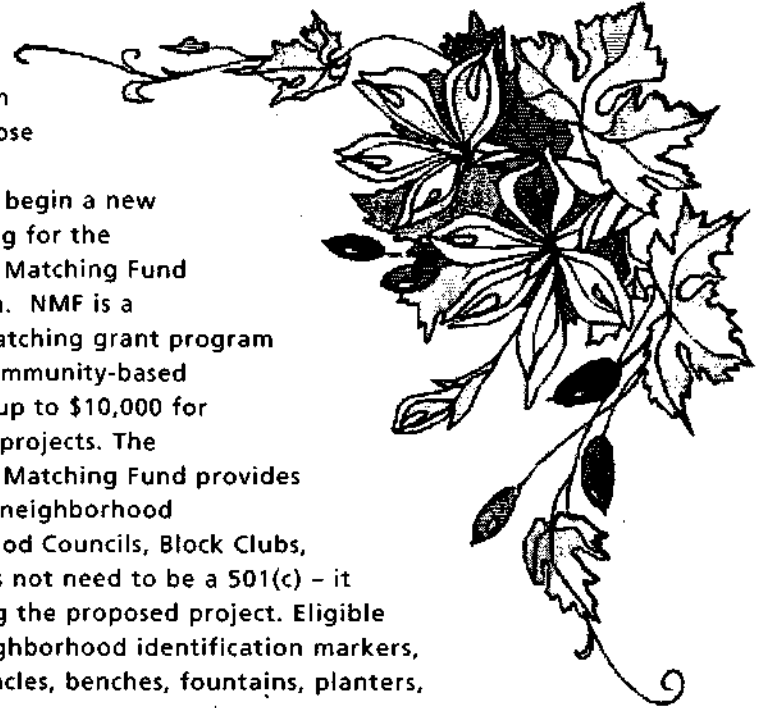 ose
begin a new
g for the
Matching Fund
NMF is a
atching grant program
mmunity-based
up to $10,000 for
projects. The
Matching Fund provides
neighborhood
od Councils, Block Clubs,
s not need to be a 501(c) – it
g the proposed project. Eligible
ghborhood identification markers,
acles, benches, fountains, planters,